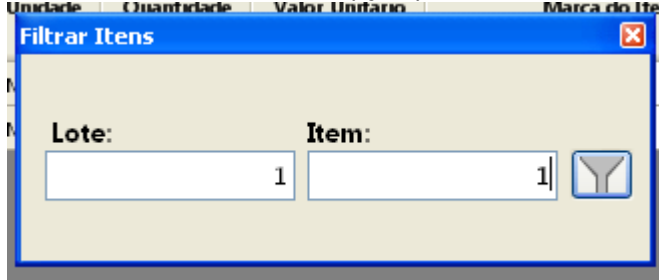 Unidade Quantidade Valor Unitário Marca do Ite
Filtrar Itens
Lote: Item:
1 1